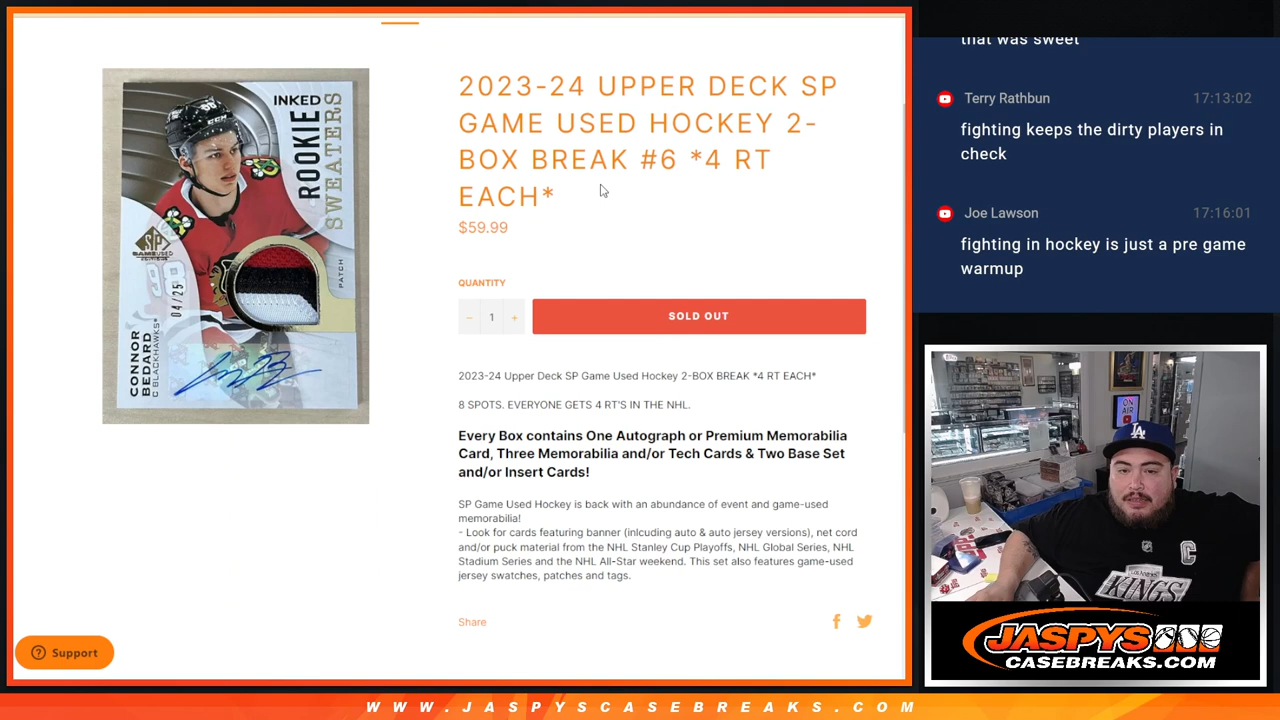 INKED
ROOKIE
SWEATERS
SP
GAME USED
98
PATCH
04/25
CONNOR
BEDARD
C BLACKHAWKS
2023-24 UPPER DECK SP
GAME USED HOCKEY 2-
BOX BREAK #6 *4 RT
EACH*
$59.99
QUANTITY
− 1 +
SOLD OUT
2023-24 Upper Deck SP Game Used Hockey 2-BOX BREAK *4 RT EACH*
8 SPOTS. EVERYONE GETS 4 RT'S IN THE NHL.
Every Box contains One Autograph or Premium Memorabilia
Card, Three Memorabilia and/or Tech Cards & Two Base Set
and/or Insert Cards!
SP Game Used Hockey is back with an abundance of event and game-used
memorabilia!
- Look for cards featuring banner (inlcuding auto & auto jersey versions), net cord
and/or puck material from the NHL Stanley Cup Playoffs, NHL Global Series, NHL
Stadium Series and the NHL All-Star weekend. This set also features game-used
jersey swatches, patches and tags.
Share
Support
that was sweet
Terry Rathbun 17:13:02
fighting keeps the dirty players in
check
Joe Lawson 17:16:01
fighting in hockey is just a pre game
warmup
ON
AIR
LA
C
KINGS
JASPYS
CASEBREAKS.COM
WWW.JASPYSCASEBREAKS.COM